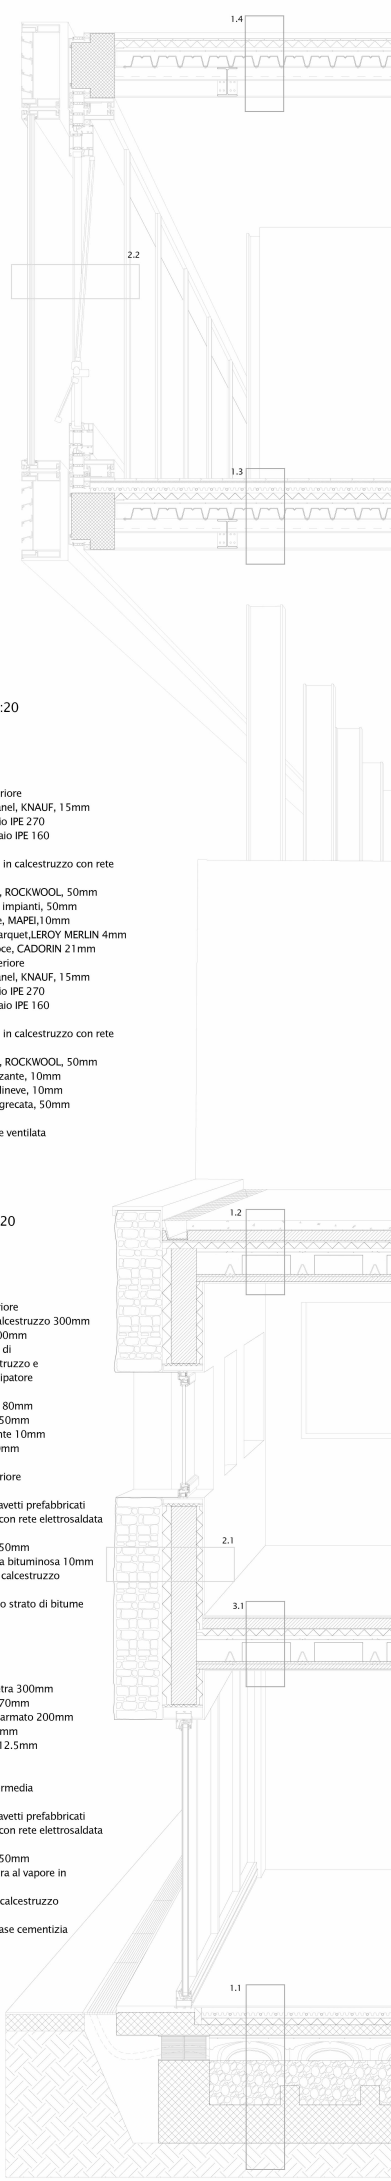 1.4
2.2
1.3
:20
riore
anel, KNAUF, 15mm
io IPE 270
aio IPE 160
in calcestruzzo con rete
, ROCKWOOL, 50mm
impianti, 50mm
e, MAPEI,10mm
arquet,LEROY MERLIN 4mm
oce, CADORIN 21mm
eriore
anel, KNAUF, 15mm
io IPE 270
aio IPE 160
in calcestruzzo con rete
, ROCKWOOL, 50mm
zante, 10mm
lineve, 10mm
grecata, 50mm
e ventilata
20
1.2
riore
alcestruzzo 300mm
00mm
di
truzzo e
ipatore
80mm
50mm
nte 10mm
0mm
riore
avetti prefabbricati
con rete elettrosaldata
2.1
50mm
a bituminosa 10mm
calcestruzzo
3.1
o strato di bitume
tra 300mm
70mm
armato 200mm
mm
12.5mm
ermedia
avetti prefabbricati
con rete elettrosaldata
50mm
ra al vapore in
calcestruzzo
ase cementizia
1.1